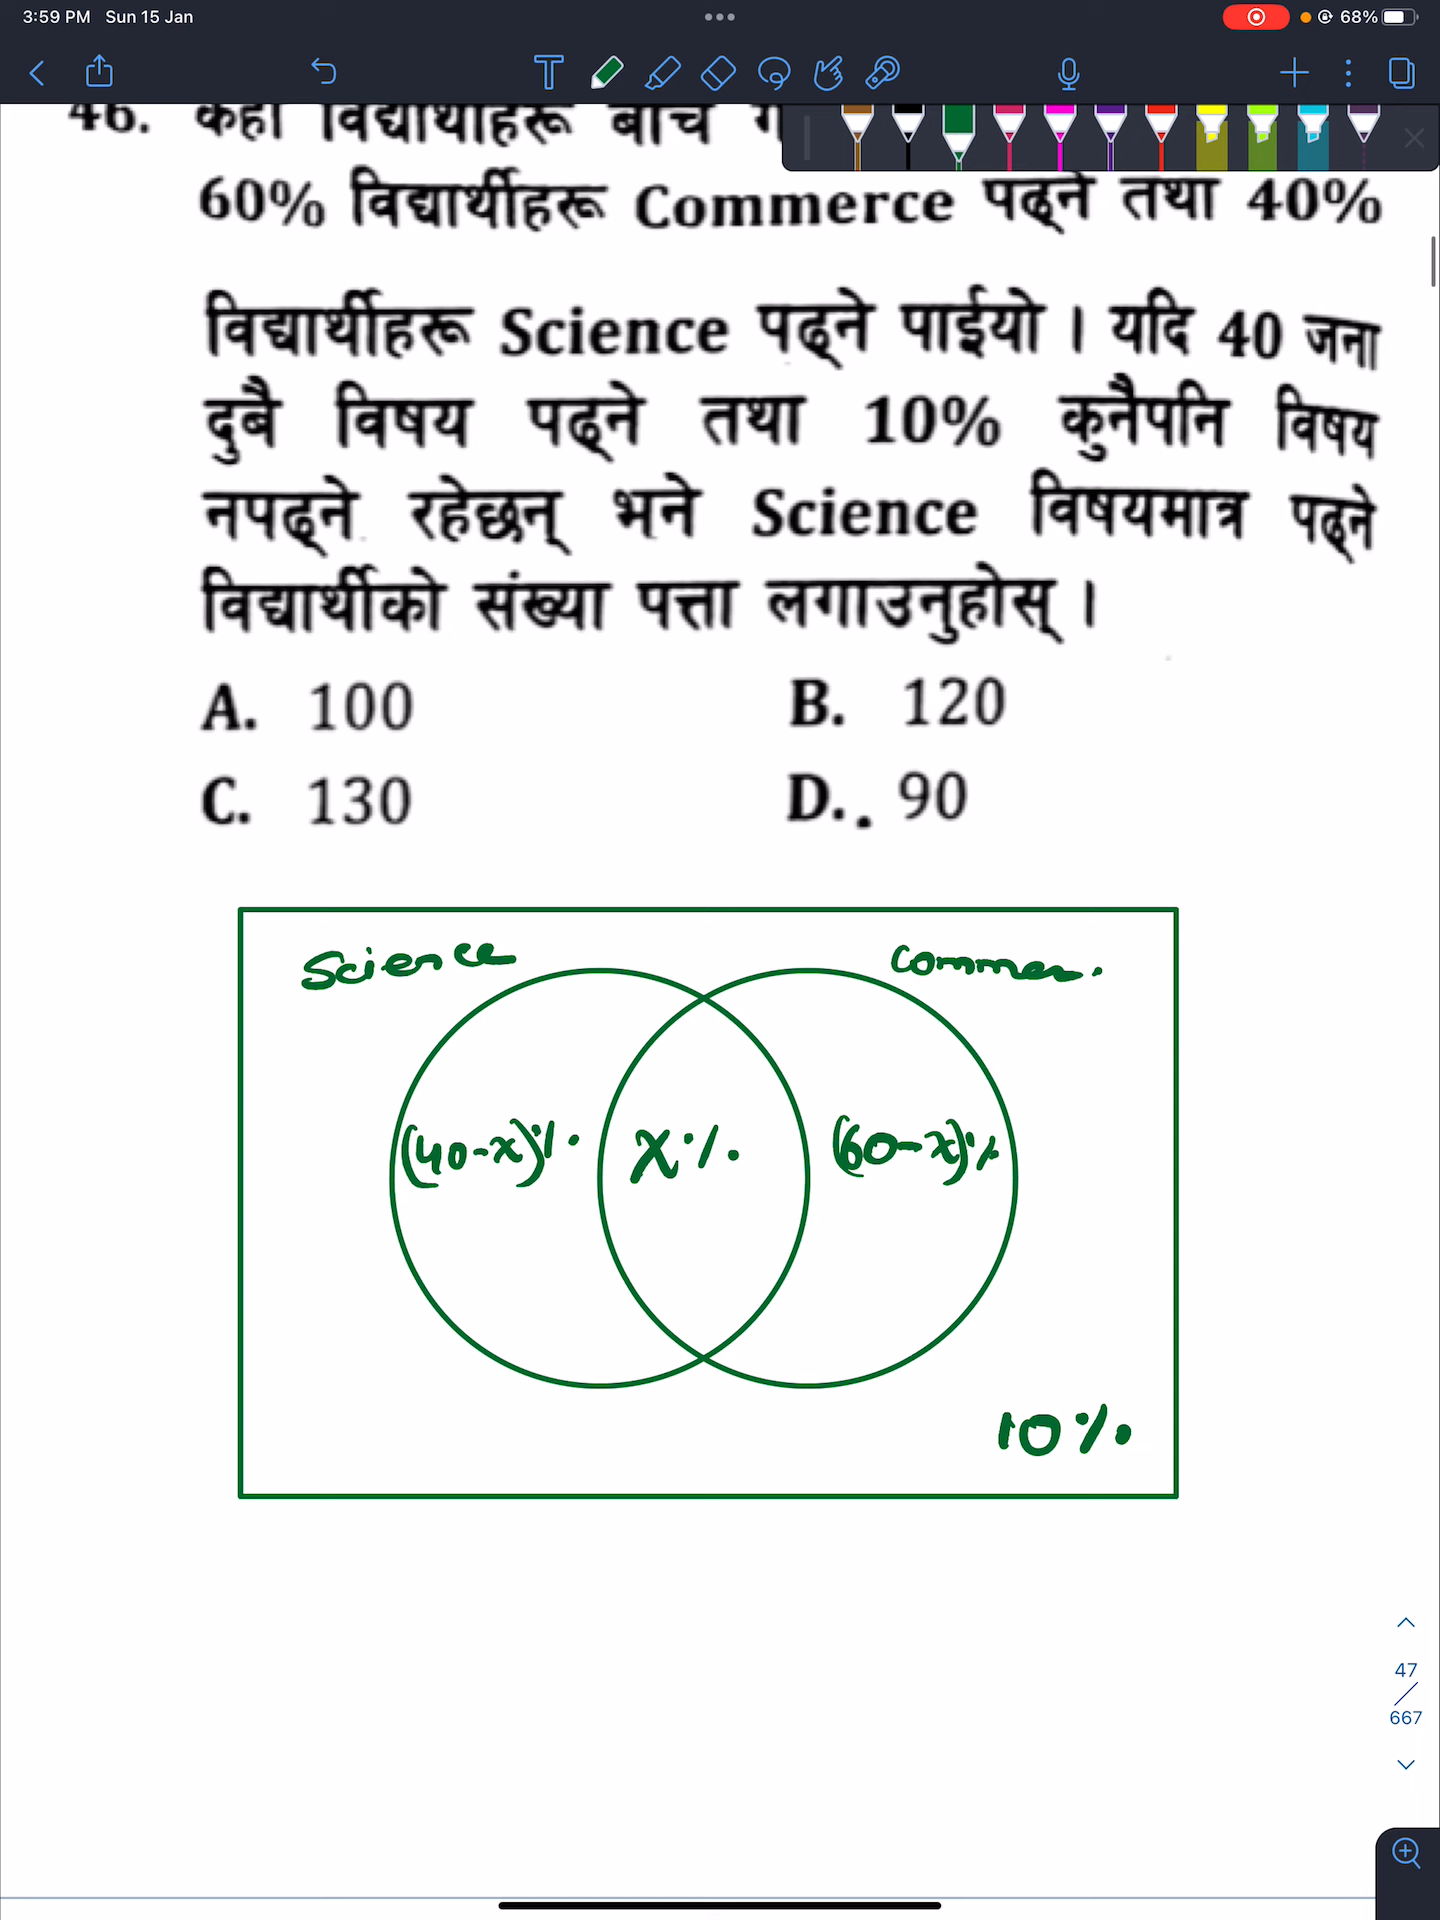 3:59 PM Sun 15 Jan
68%
46. केही विद्यार्थीहरू बीच
60% विद्यार्थीहरू Commerce पढ्ने तथा 40%
विद्यार्थीहरू Science पढ्ने पाईयो । यदि 40 जना
दुबै विषय पढ्ने तथा 10% कुनैपनि विषय
नपढ्ने रहेछन् भने Science विषयमात्र पढ्ने
विद्यार्थीको संख्या पत्ता लगाउनुहोस् ।
A. 100 B. 120
C. 130 D. 90
Science
(40-x)% x% (60-x)%
10%
47
667